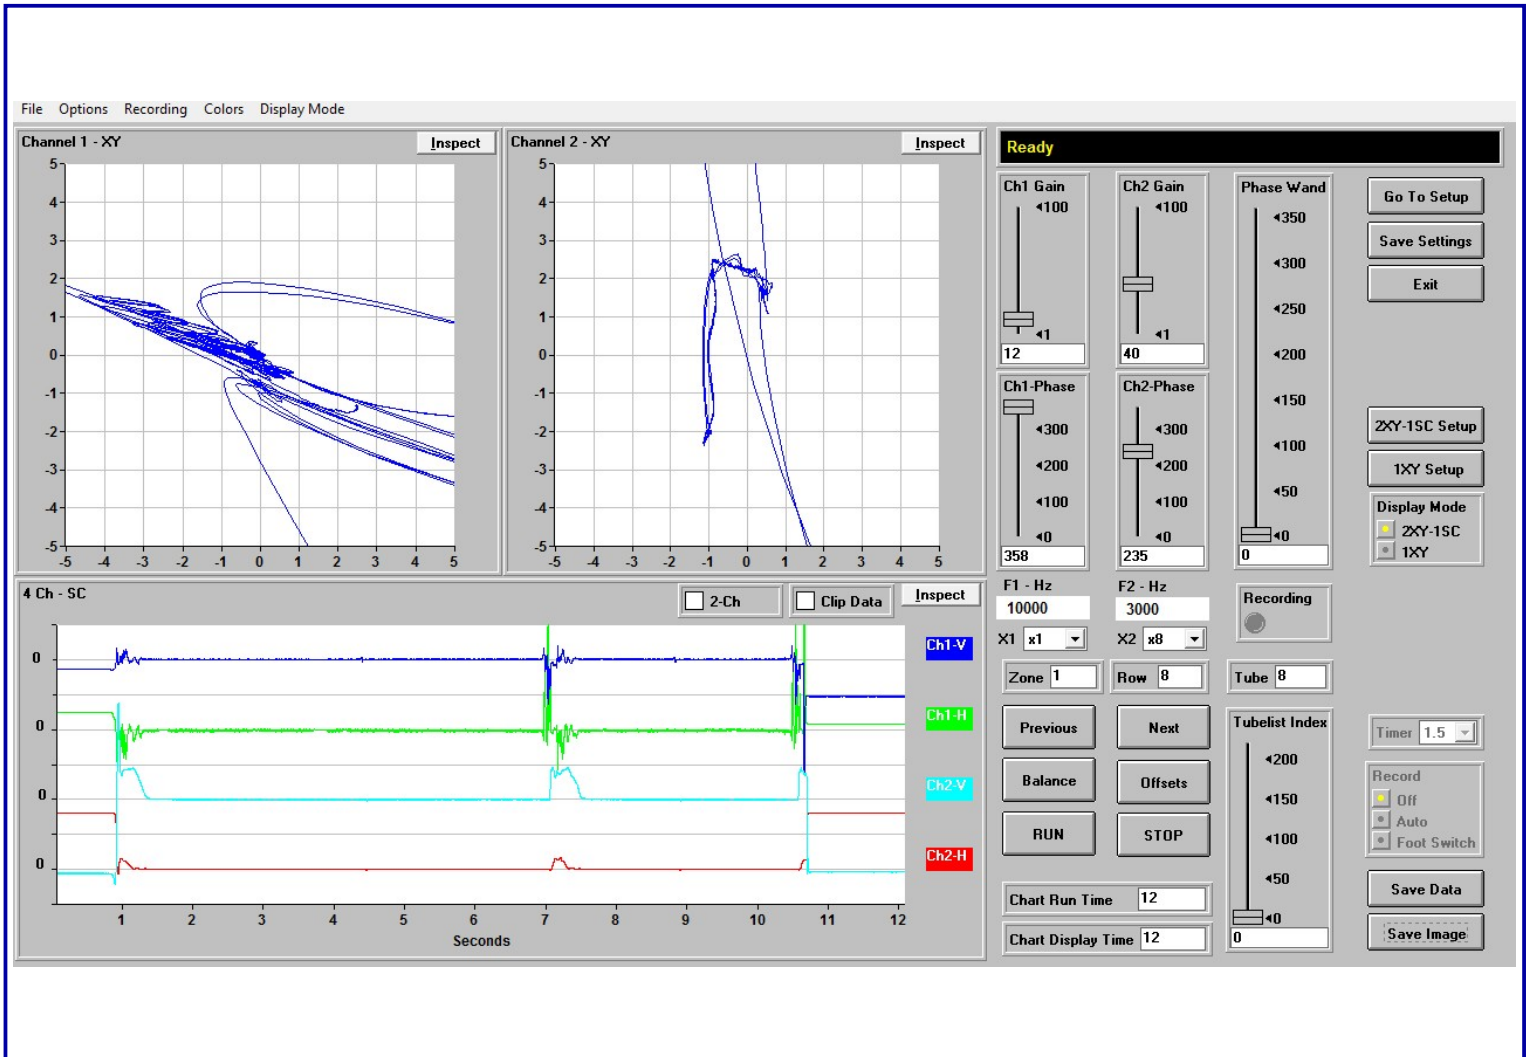 File Options Recording Colors Display Mode
Channel 1 - XY
Inspect
5
4
3
2
1
0
-1
-2
-3
-4
-5
-5 -4 -3 -2 -1 0 1 2 3 4 5
Channel 2 - XY
Inspect
5
4
3
2
1
0
-1
-2
-3
-4
-5
-5 -4 -3 -2 -1 0 1 2 3 4 5
4 Ch - SC
2-Ch
Clip Data
Inspect
0
0
0
0
Ch1-V
Ch1-H
Ch2-V
Ch2-H
1 2 3 4 5 6 7 8 9 10 11 12
Seconds
Ready
Ch1 Gain
100
1
12
Ch2 Gain
100
1
40
Phase Wand
350
300
250
200
150
100
50
0
0
Ch1-Phase
300
200
100
0
358
Ch2-Phase
300
200
100
0
235
Go To Setup
Save Settings
Exit
2XY-1SC Setup
1XY Setup
Display Mode
2XY-1SC
1XY
F1 - Hz
10000
F2 - Hz
3000
Recording
X1 x1
X2 x8
Zone 1
Row 8
Tube 8
Previous
Next
Balance
Offsets
RUN
STOP
Chart Run Time 12
Chart Display Time 12
Tubelist Index
200
150
100
50
0
0
Timer 1.5
Record
Off
Auto
Foot Switch
Save Data
Save Image